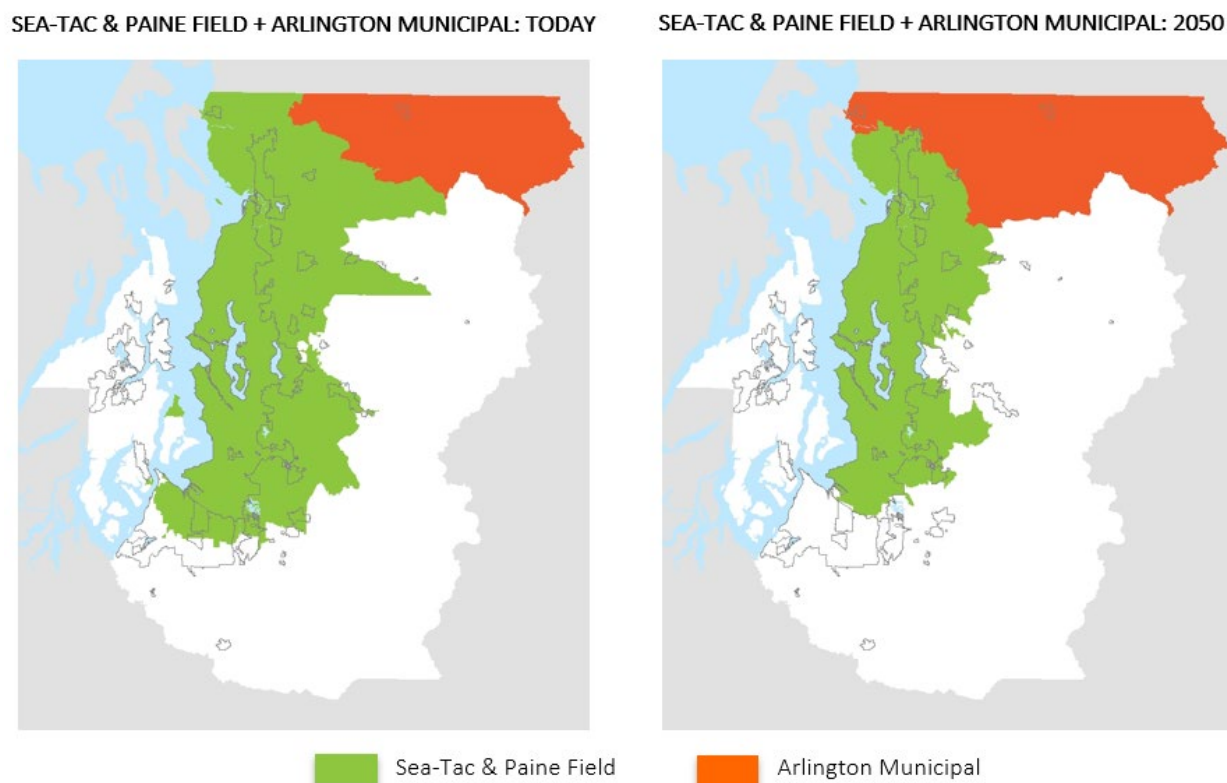 SEA-TAC & PAINE FIELD + ARLINGTON MUNICIPAL: TODAY
SEA-TAC & PAINE FIELD + ARLINGTON MUNICIPAL: 2050
Sea-Tac & Paine Field
Arlington Municipal